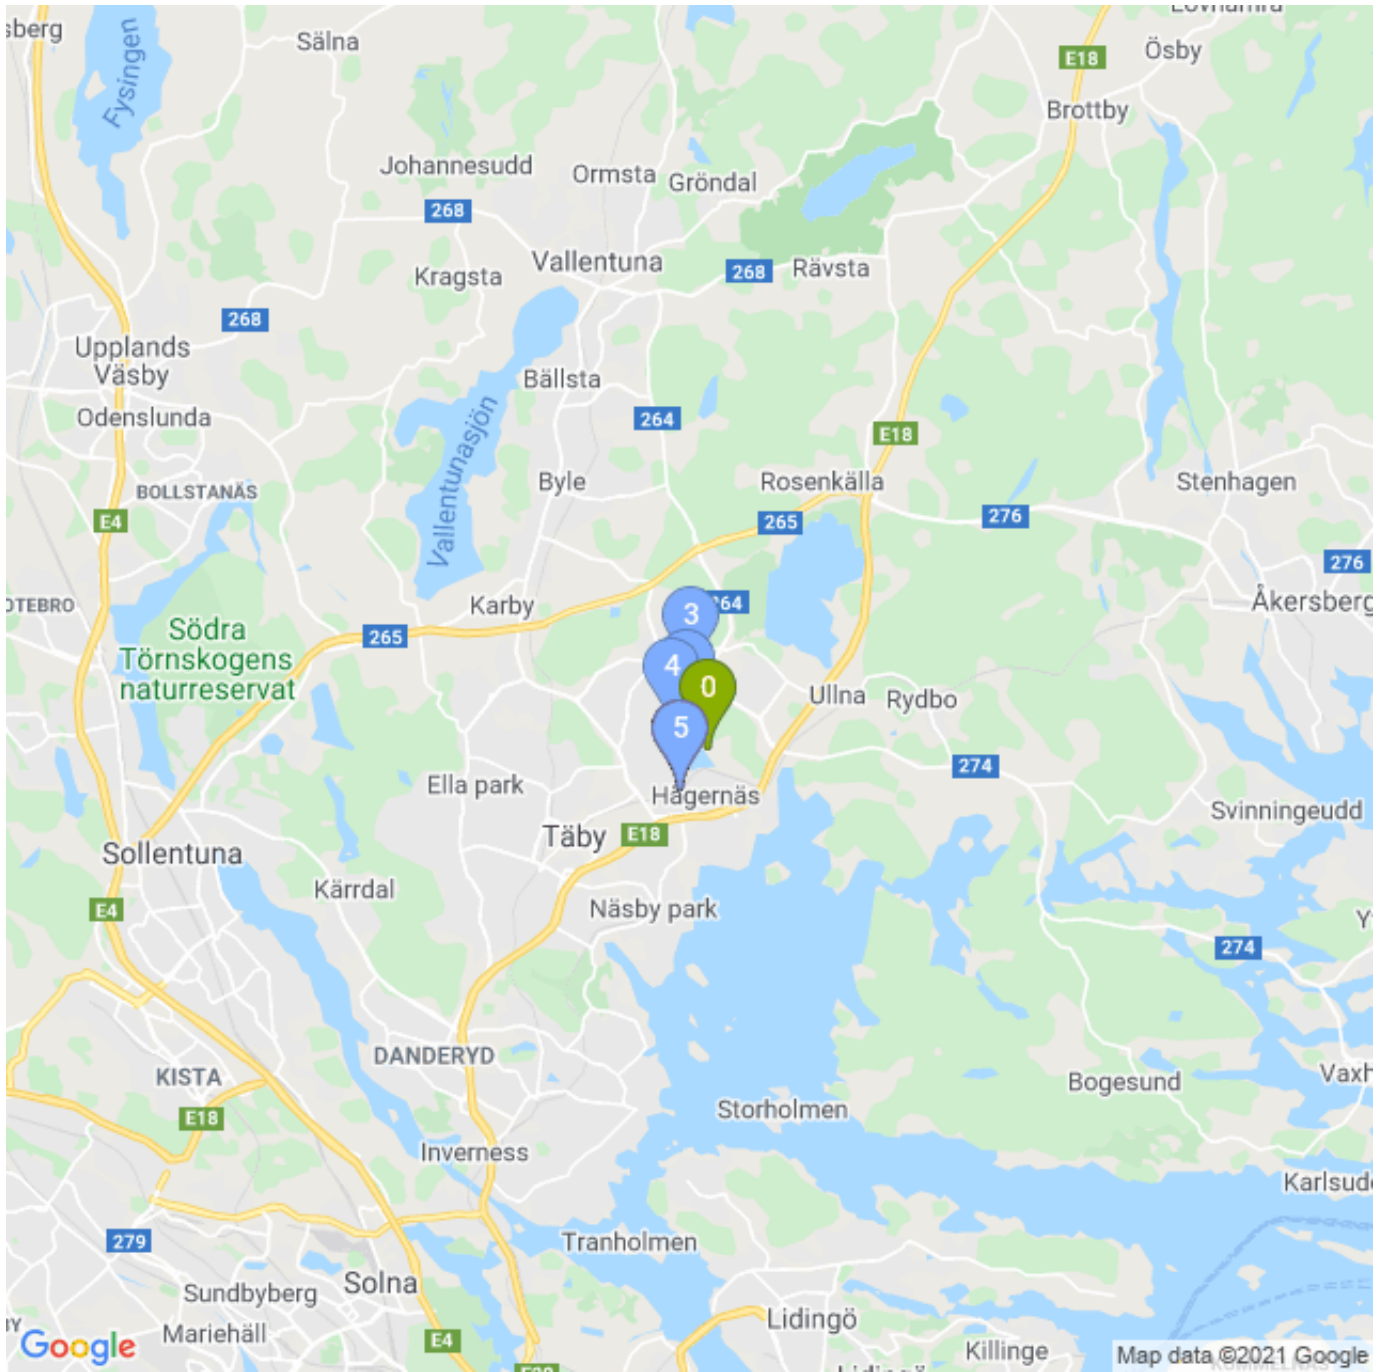 Sälna
Fysingen
E18
Ösby
Brottby
Johannesudd
Ormsta
Gröndal
268
Vallentuna
268
Rävsta
Kragsta
268
Upplands
Väsby
Bällsta
Odenslunda
264
Vallentunasjön
E18
BOLLSTANÄS
Byle
Rosenkälla
Stenhagen
E4
265
276
276
Karby
3
264
Åkersberg
265
Södra
Törnskogens
naturreservat
4
0
Ullna
Rydbo
5
274
Ella park
Hägernäs
Svinningeudd
Täby
E18
Sollentuna
Kärrdal
E4
Näsby park
274
DANDERYD
KISTA
Bogesund
Vaxh
E18
Storholmen
Inverness
Karlsud
279
Tranholmen
Solna
Sundbyberg
Lidingö
Mariehäll
E4
Killinge
Google
Map data ©2021 Google